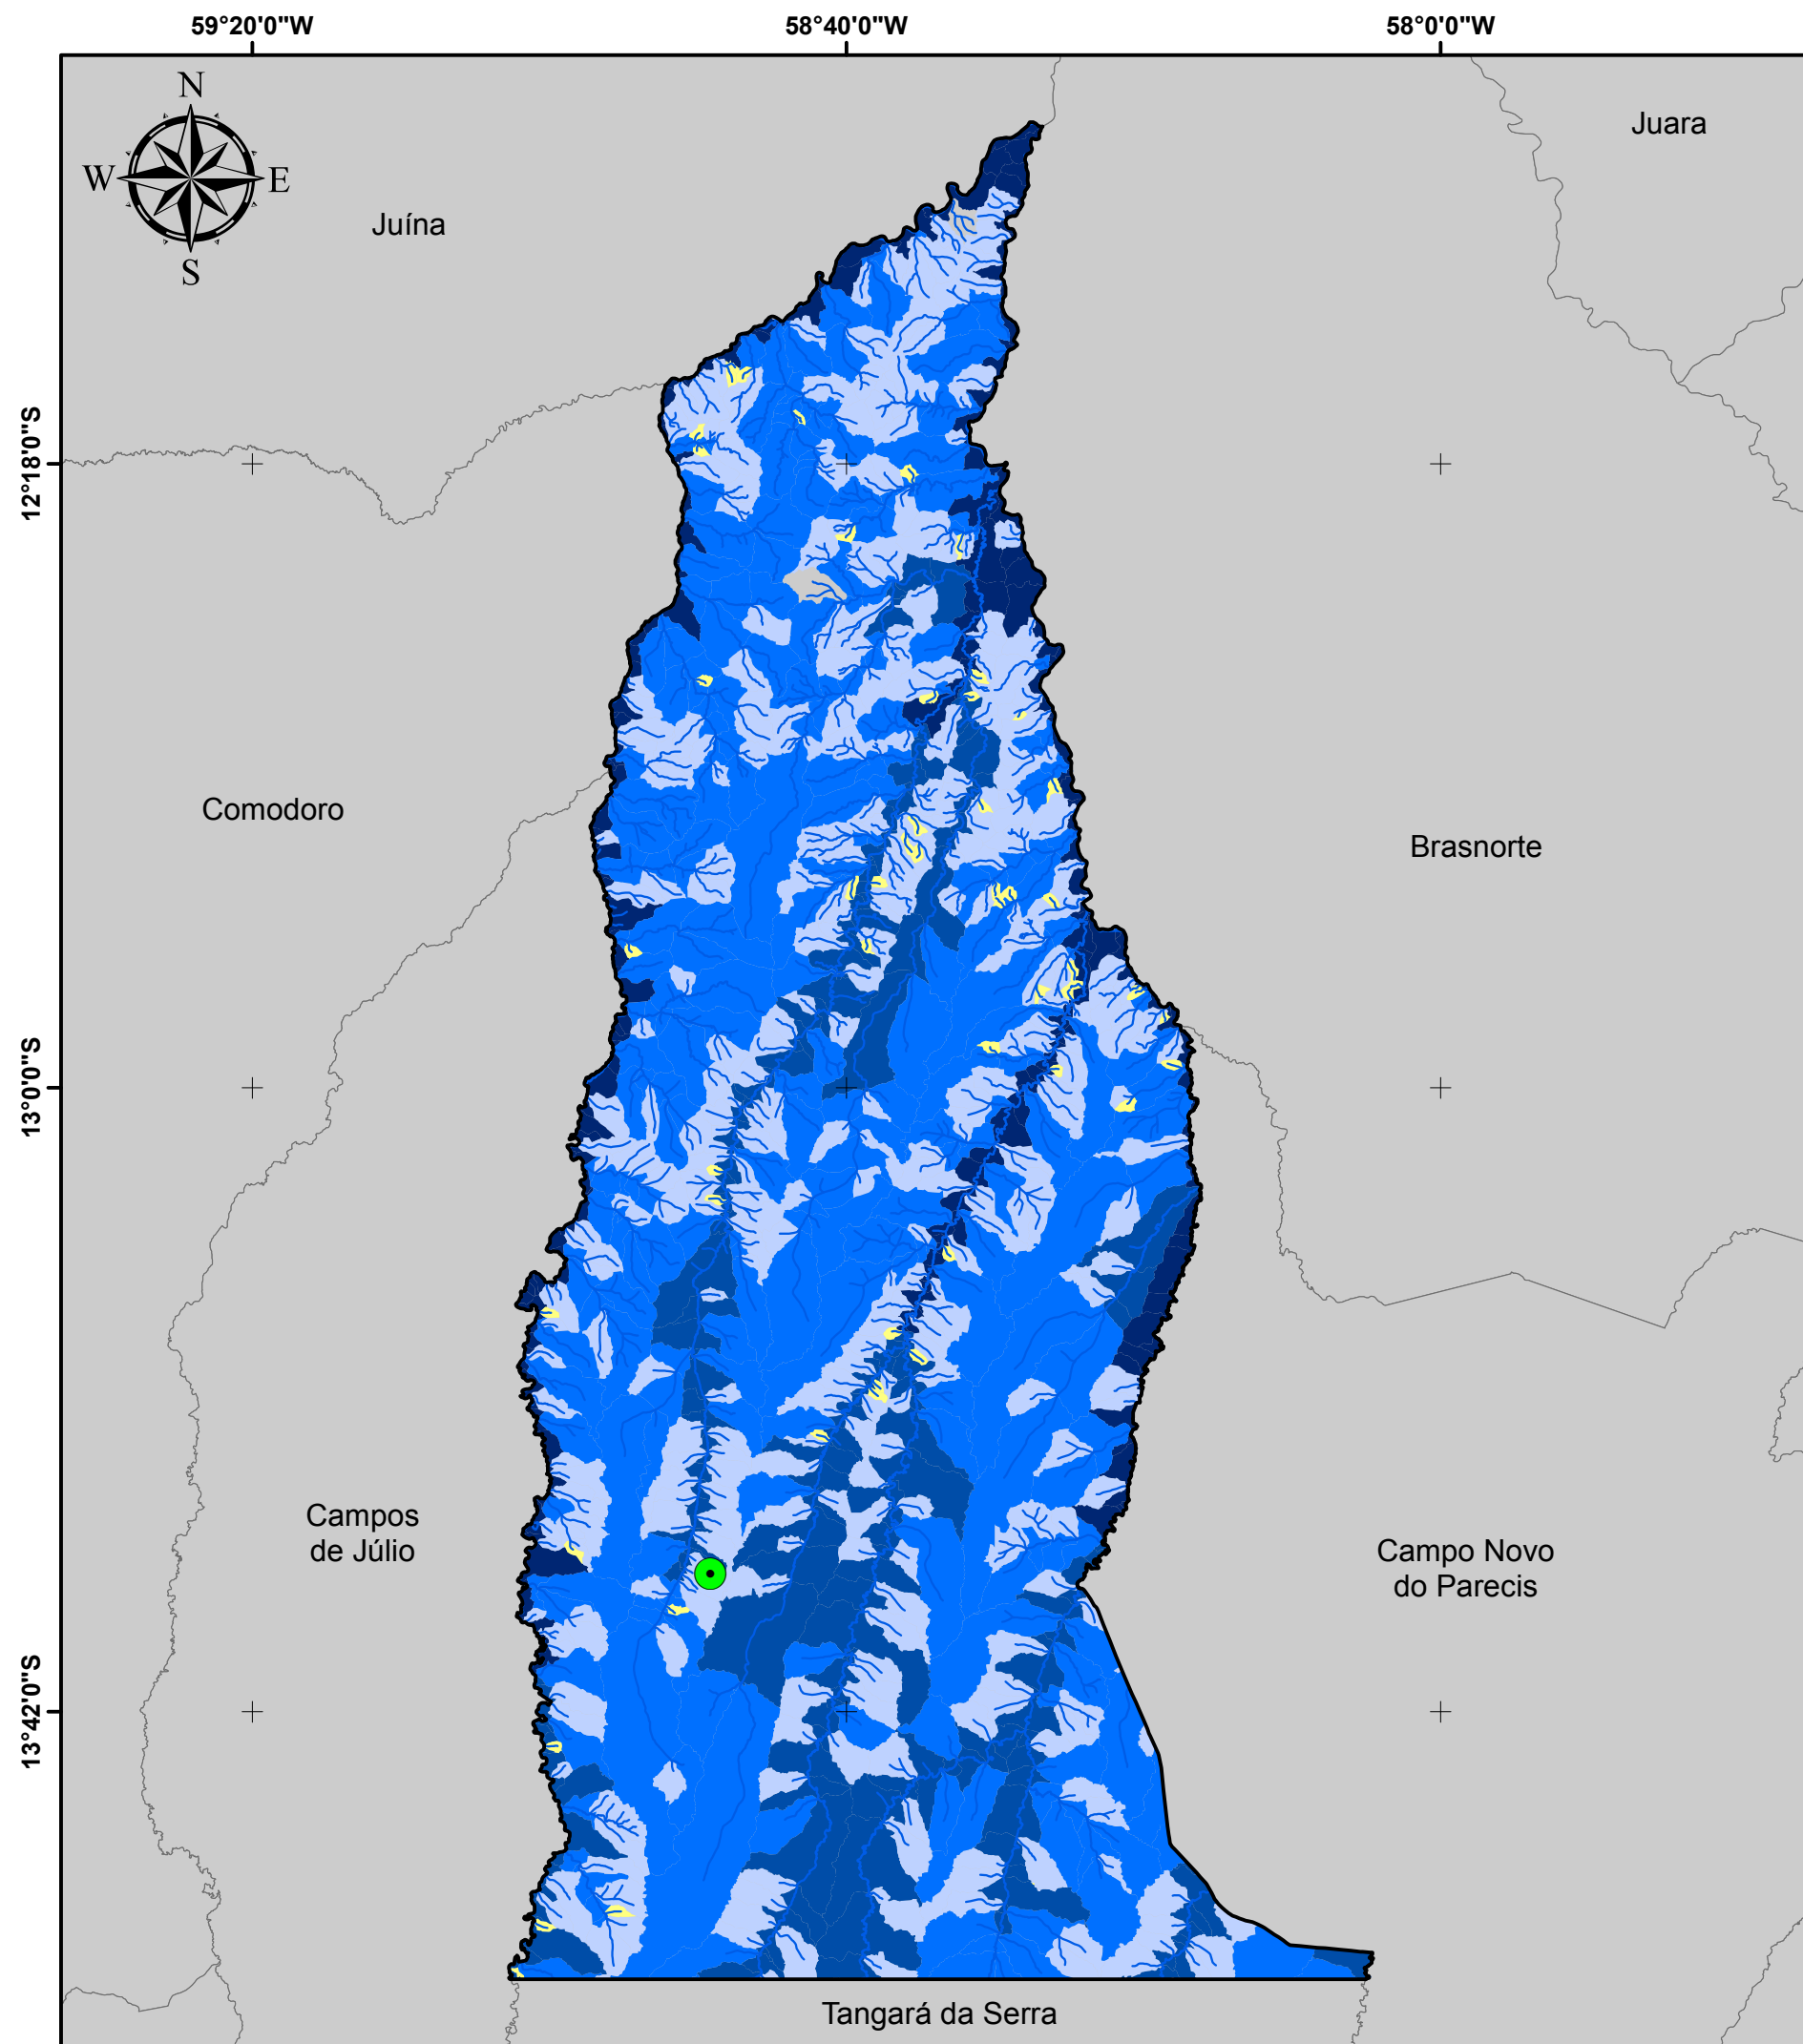 59°20'0"W
58°40'0"W
58°0'0"W
N
W
E
S
Juara
Juína
12°18'0"S
Comodoro
Brasnorte
13°0'0"S
Campos
de Júlio
Campo Novo
do Parecis
13°42'0"S
Tangará da Serra